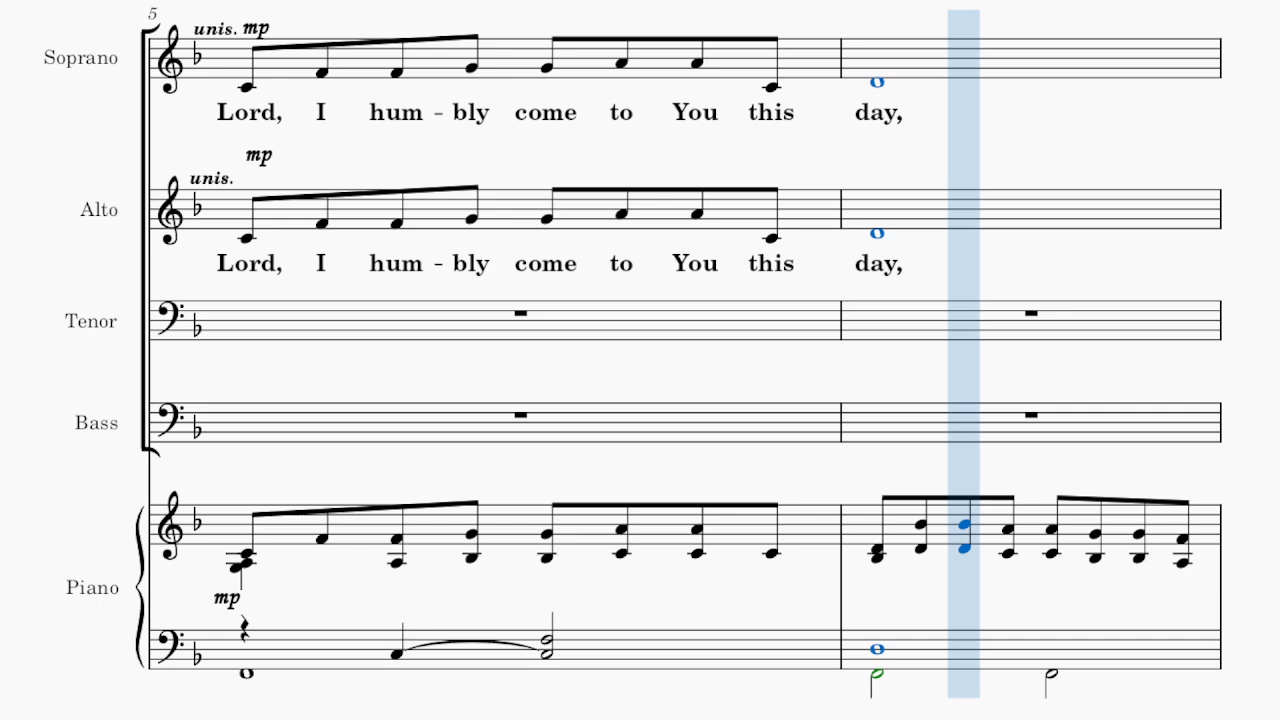 5
unis. mp
Soprano
Lord, I hum - bly come to You this day,
mp
unis.
Alto
Lord, I hum - bly come to You this day,
Tenor
Bass
Piano
mp